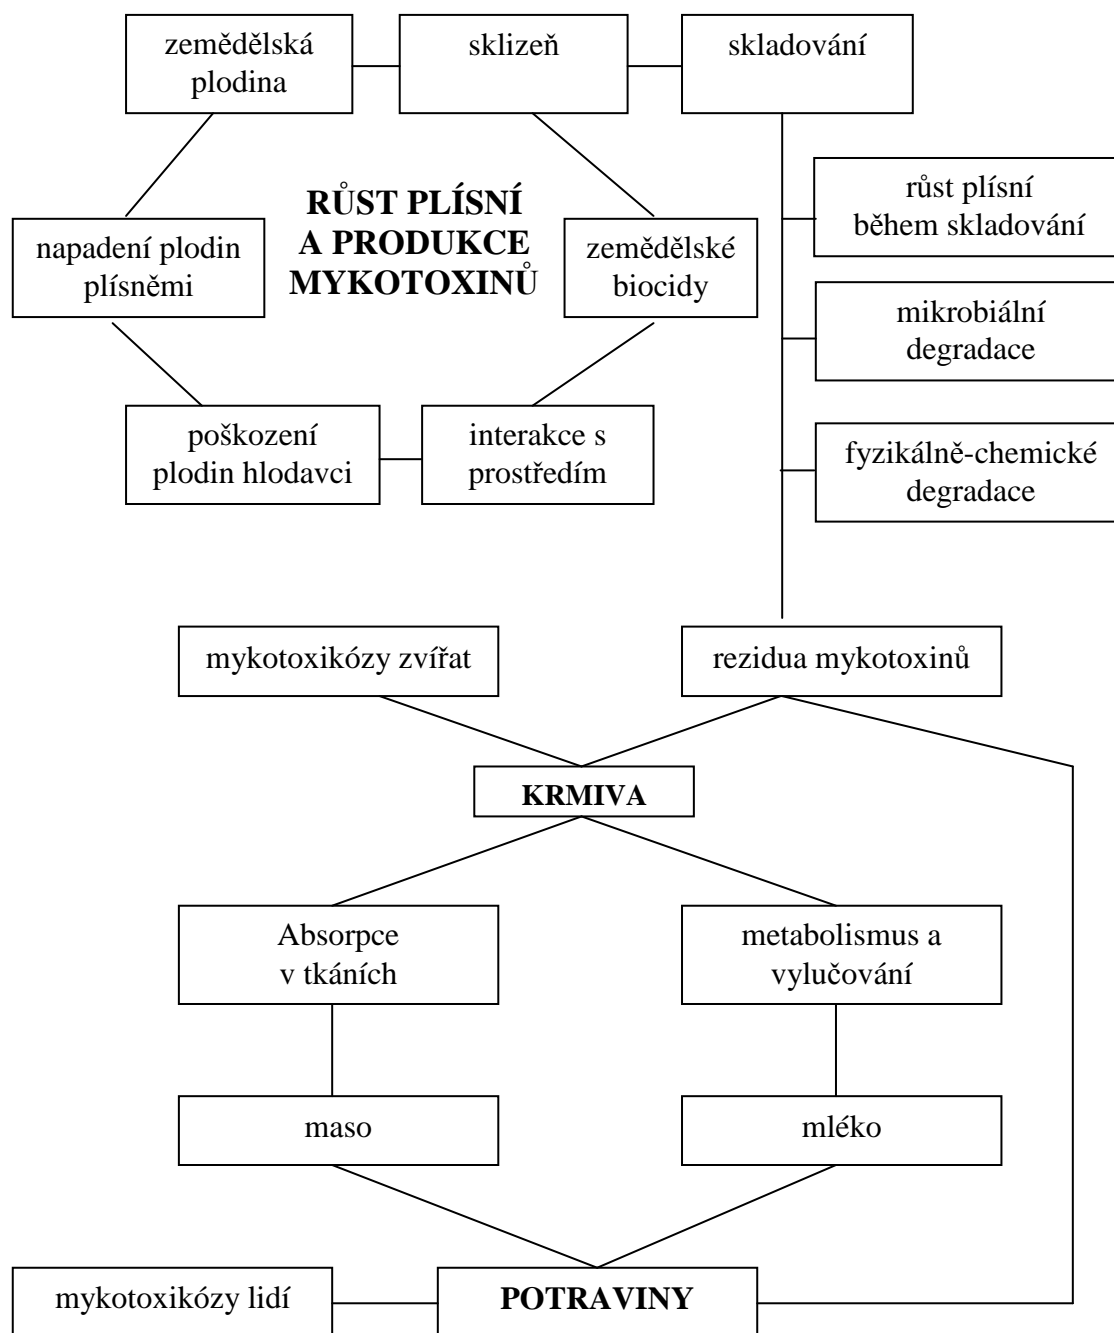 zemědělská
plodina
sklizeň
skladování
růst plísní
během skladování
RŮST PLÍSNÍ
A PRODUKCE
MYKOTOXINŮ
napadení plodin
plísněmi
zemědělské
biocidy
mikrobiální
degradace
poškození
plodin hlodavci
interakce s
prostředím
fyzikálně-chemické
degradace
mykotoxikózy zvířat
rezidua mykotoxinů
KRMIVA
Absorpce
v tkáních
metabolismus a
vylučování
maso
mléko
mykotoxikózy lidí
POTRAVINY